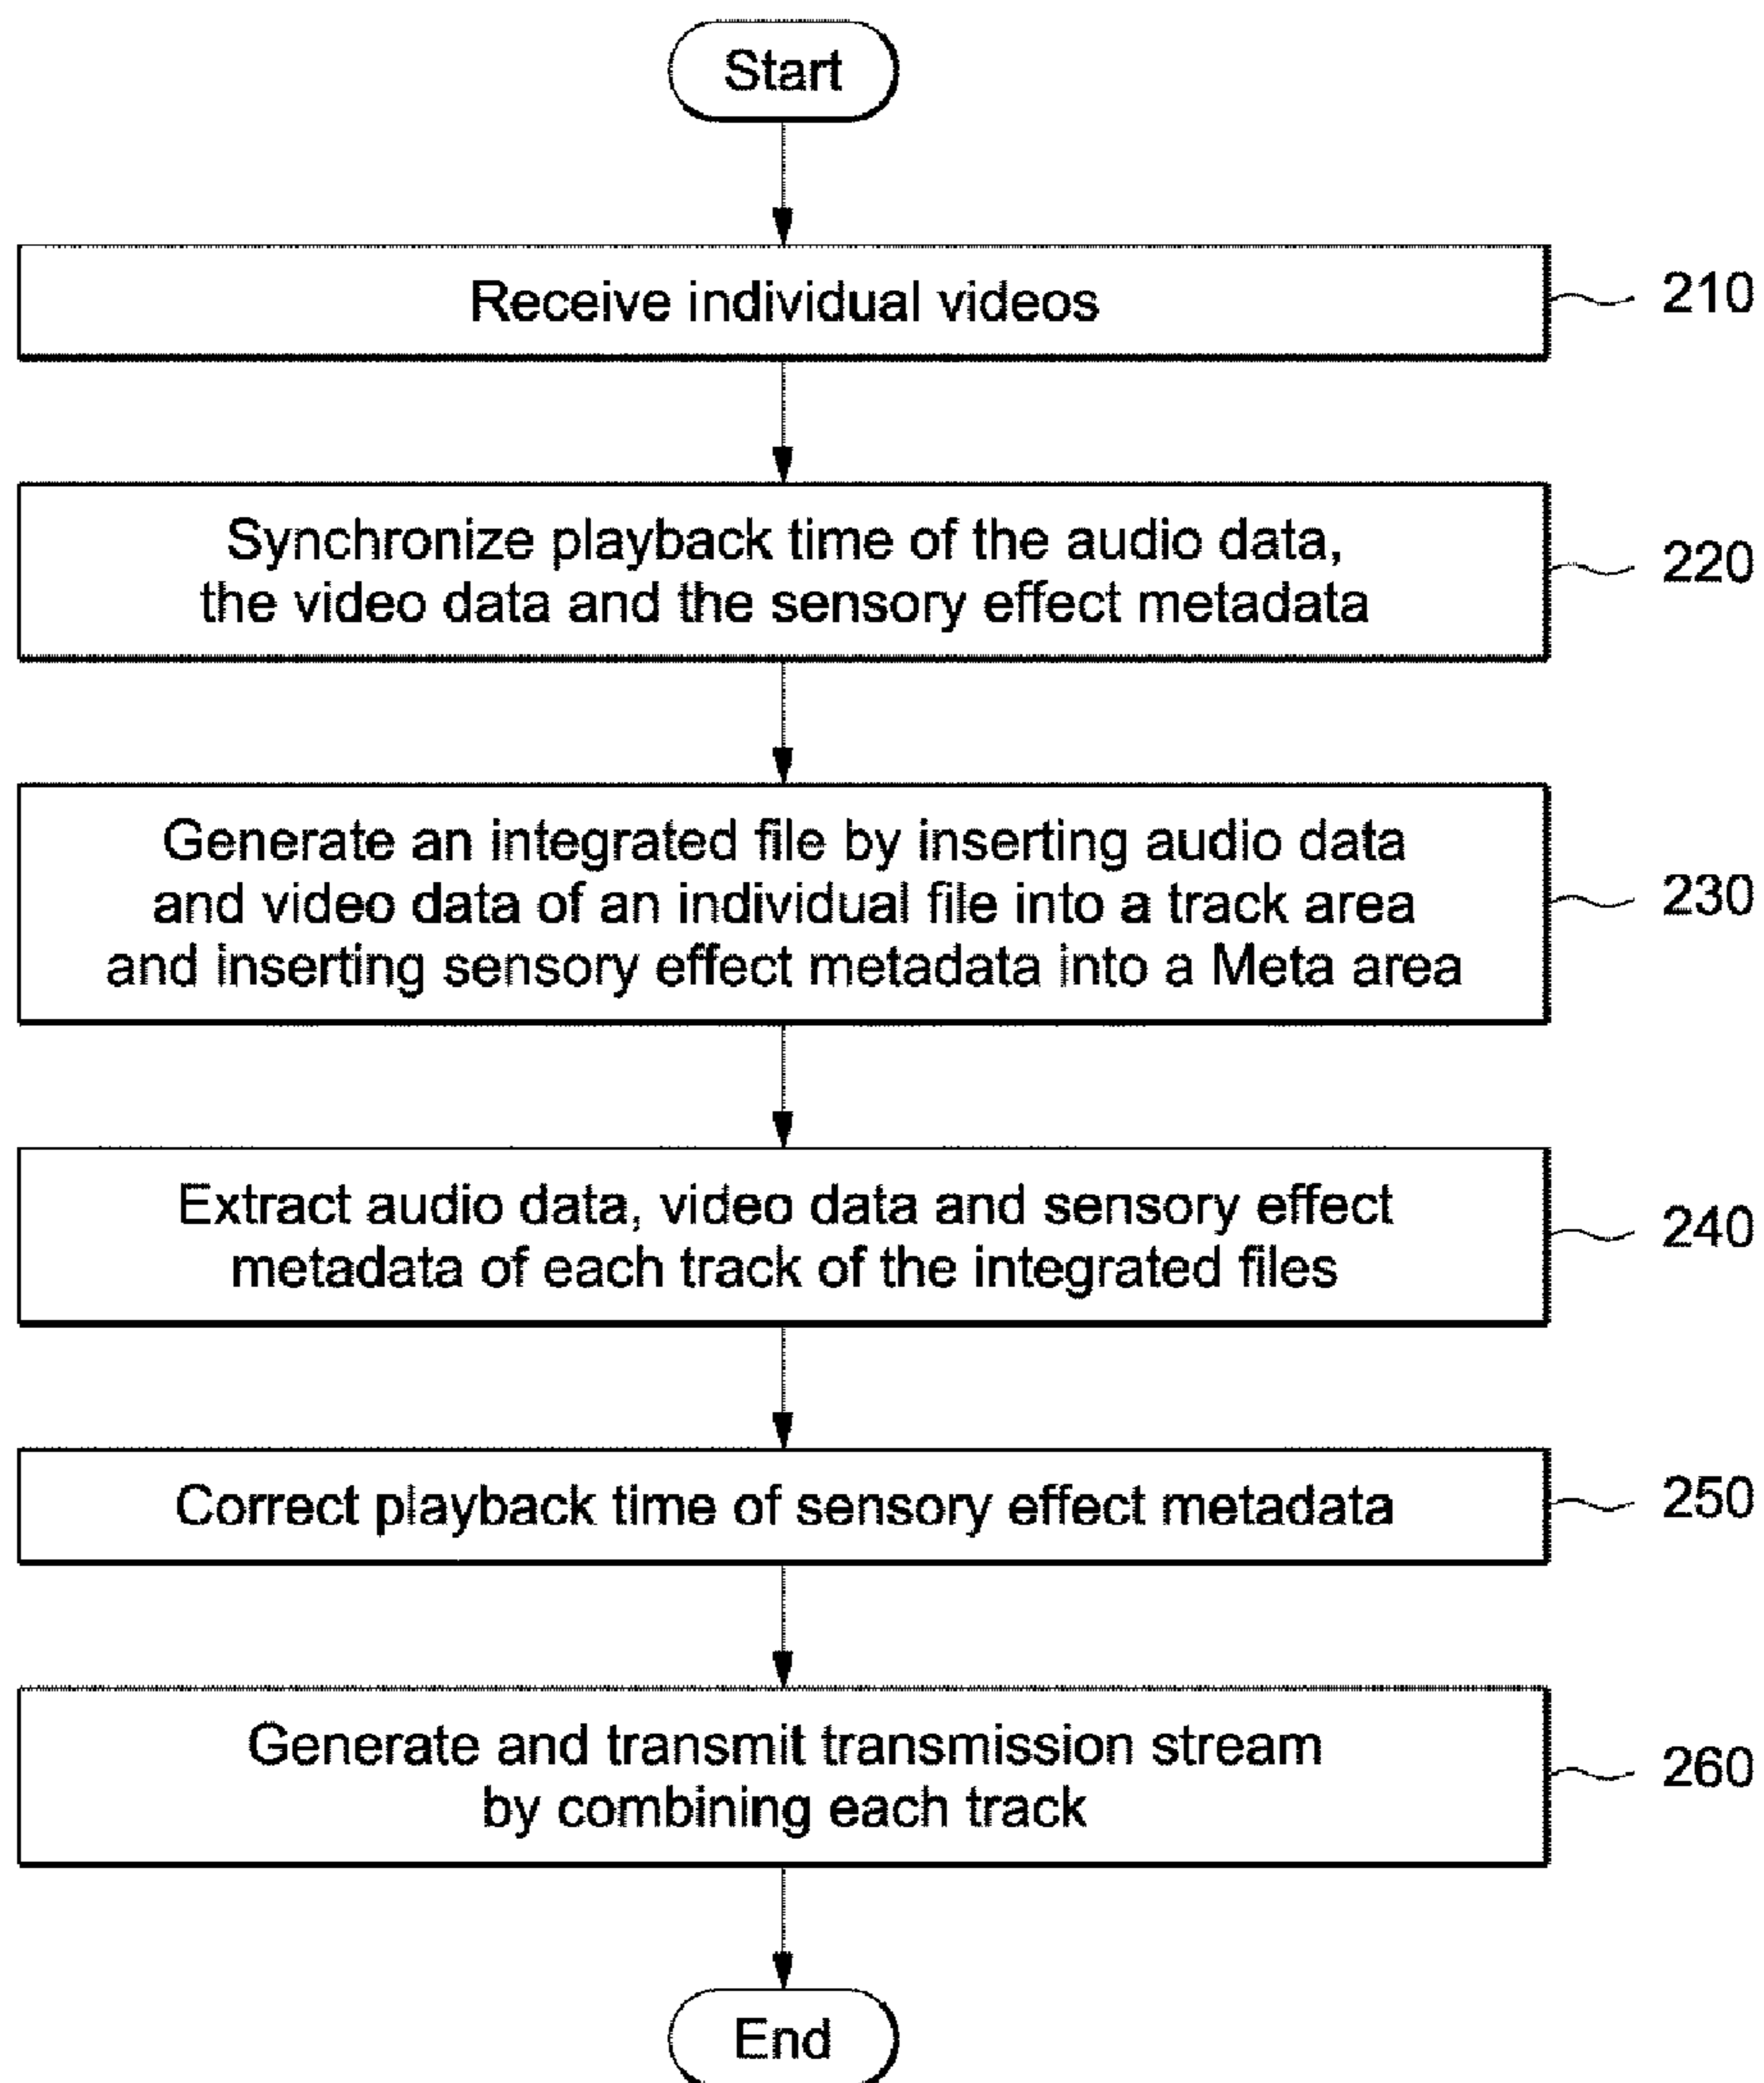 Start
Receive individual videos
210
Synchronize playback time of the audio data,
the video data and the sensory effect metadata
220
Generate an integrated file by inserting audio data
and video data of an individual file into a track area
and inserting sensory effect metadata into a Meta area
230
Extract audio data, video data and sensory effect
metadata of each track of the integrated files
240
Correct playback time of sensory effect metadata
250
Generate and transmit transmission stream
by combining each track
260
End